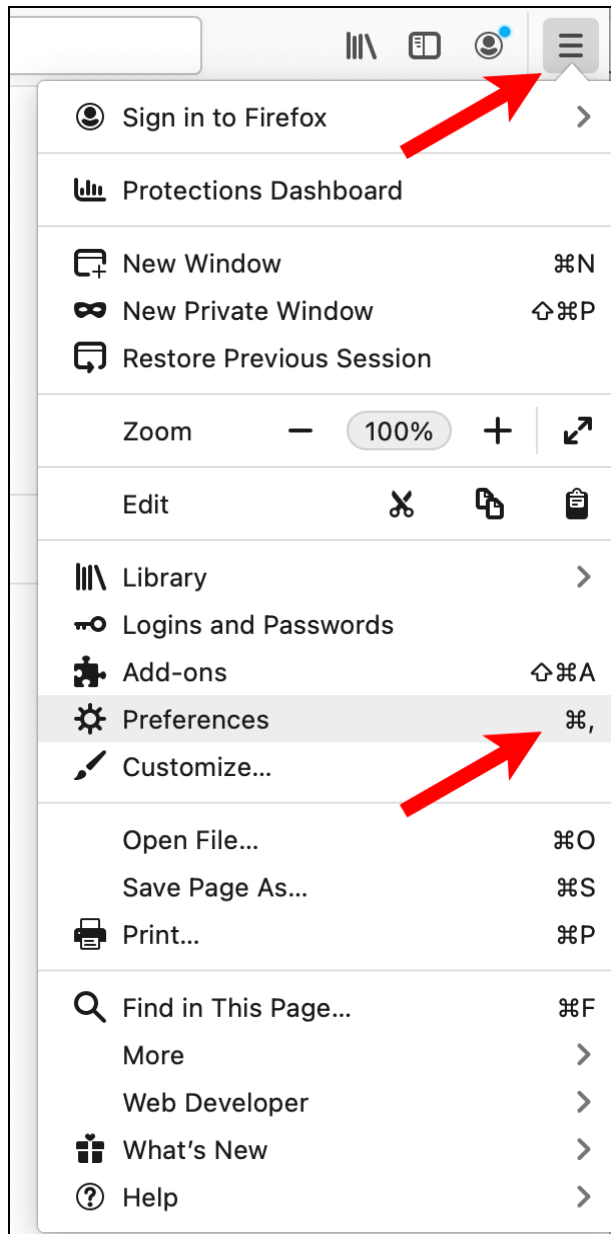 Sign in to Firefox
Protections Dashboard
New Window ⌘N
New Private Window ⇧⌘P
Restore Previous Session
Zoom − 100% +
Edit
Library
Logins and Passwords
Add-ons ⇧⌘A
Preferences ⌘,
Customize...
Open File... ⌘O
Save Page As... ⌘S
Print... ⌘P
Find in This Page... ⌘F
More
Web Developer
What's New
Help